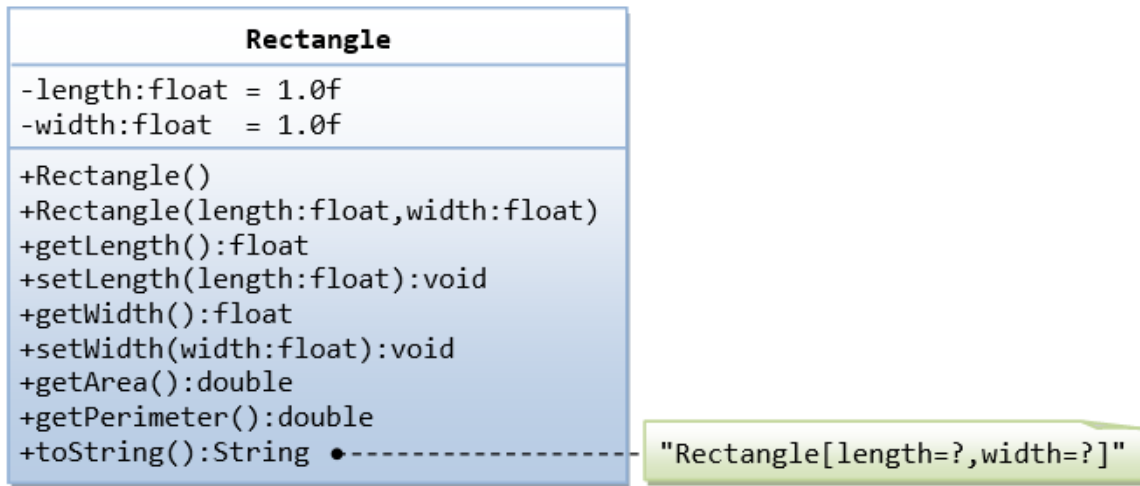 Rectangle
-length:float = 1.0f
-width:float  = 1.0f
+Rectangle()
+Rectangle(length:float,width:float)
+getLength():float
+setLength(length:float):void
+getWidth():float
+setWidth(width:float):void
+getArea():double
+getPerimeter():double
+toString():String
"Rectangle[length=?,width=?]"